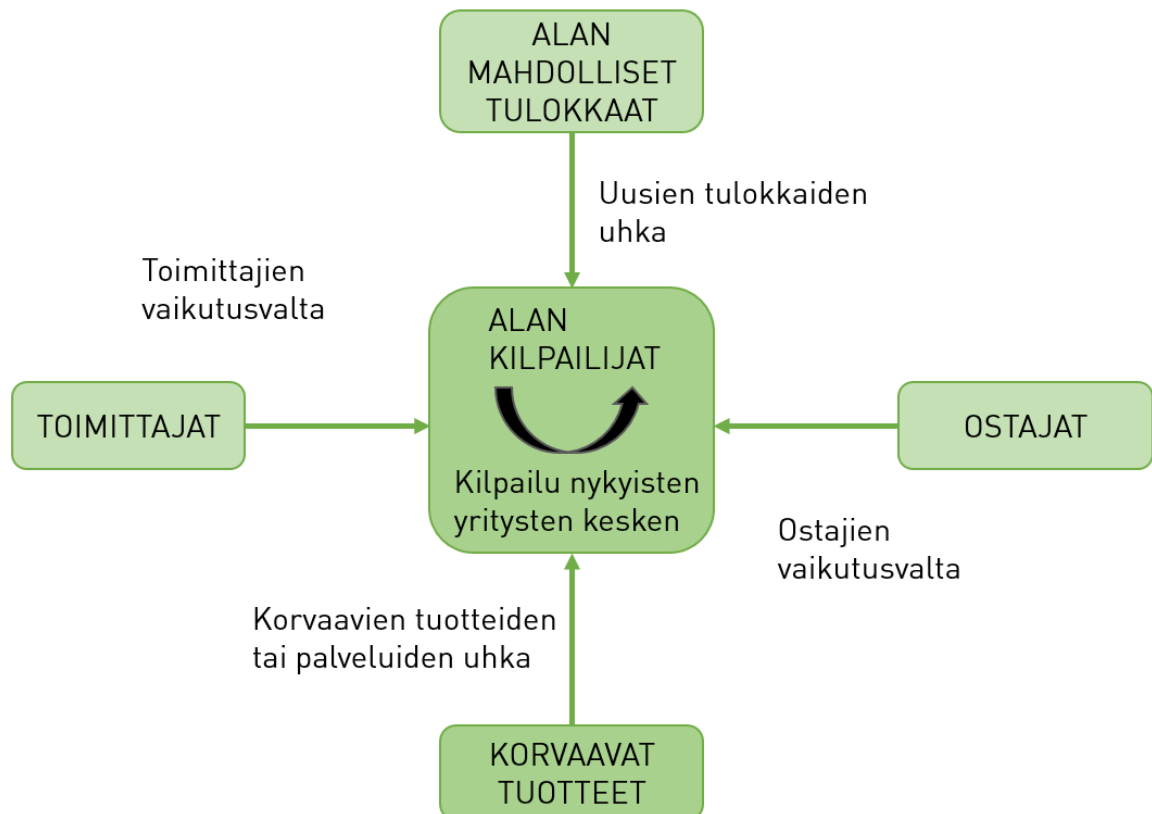 ALAN
MAHDOLLISET
TULOKKAAT
Uusien tulokkaiden
uhka
Toimittajien
vaikutusvalta
ALAN
KILPAILIJAT
TOIMITTAJAT
OSTAJAT
Kilpailu nykyisten
yritysten kesken
Ostajien
vaikutusvalta
Korvaavien tuotteiden
tai palveluiden uhka
KORVAAVAT
TUOTTEET